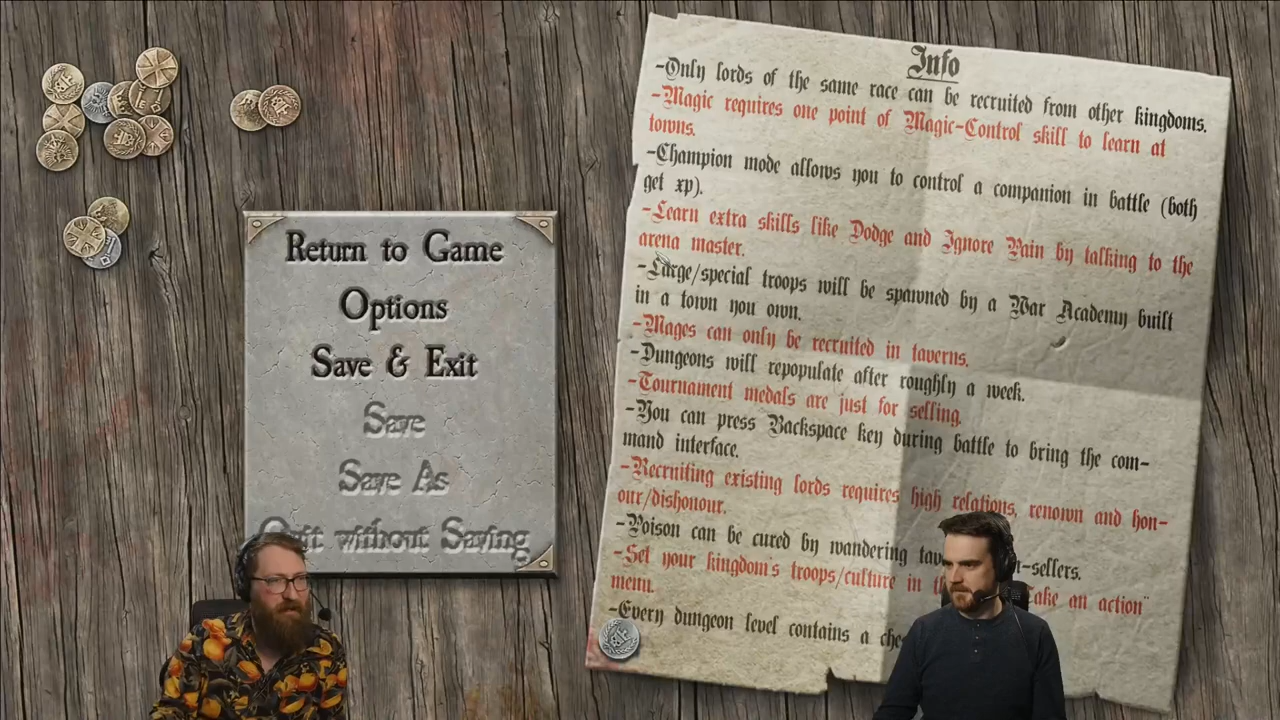 Return to Game
Options
Save & Exit
Save
Save As
without Saving
Info
-Only lords of the same race can be recruited from other kingdoms.
-Magic requires one point of Magic-Control skill to learn at
towns.
-Champion mode allows you to control a companion in battle (both
get xp).
-Learn extra skills like Dodge and Ignore Pain by talking to the
arena master.
-Large/special troops will be spawned by a War Academy built
in a town you own.
-Mages can only be recruited in taverns.
-Dungeons will repopulate after roughly a week.
-Tournament medals are just for selling.
-You can press Backspace key during battle to bring the com-
mand interface.
-Recruiting existing lords requires high relations, renown and hon-
our/dishonour.
-Poison can be cured by wandering -sellers.
-Set your kingdom's troops/culture in an action"
menu.
-Every dungeon level contains a